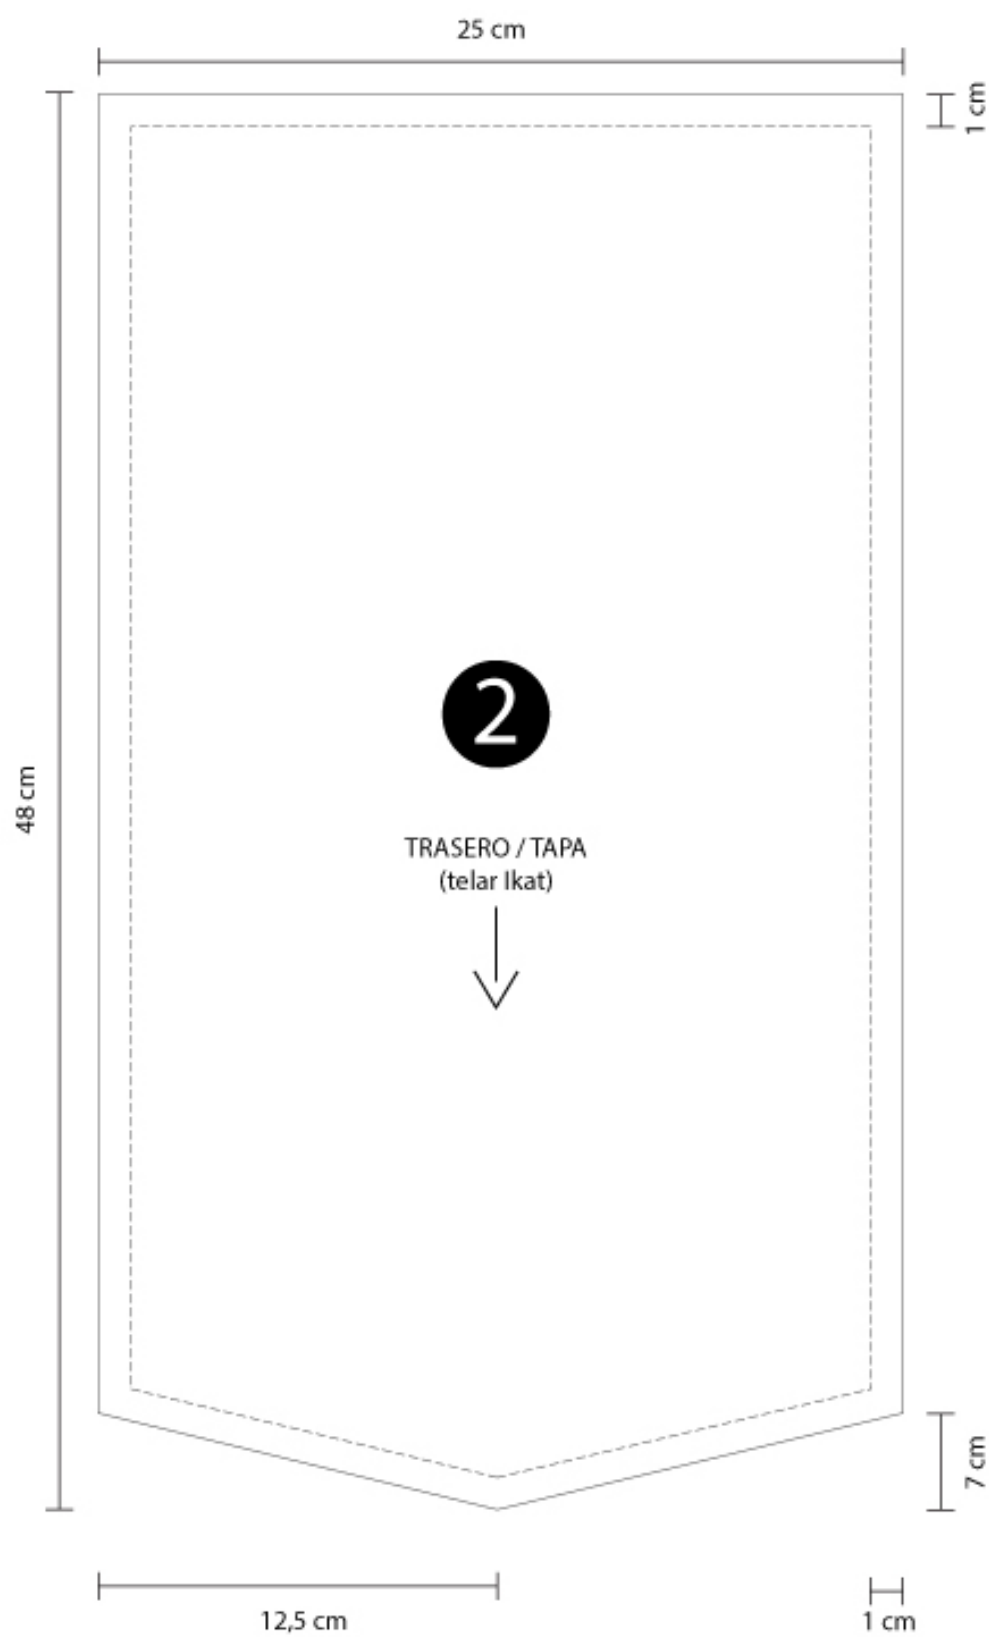 25 cm
1 cm
2
48 cm
TRASERO / TAPA
(telar Ikat)
7 cm
12,5 cm
1 cm